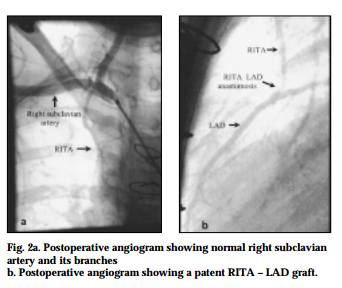 Right subclavian
artery
RITA
a
RITA
RITA LAD
anastomosis
LAD
b
Fig. 2a. Postoperative angiogram showing normal right subclavian
artery and its branches
b. Postoperative angiogram showing a patent RITA – LAD graft.